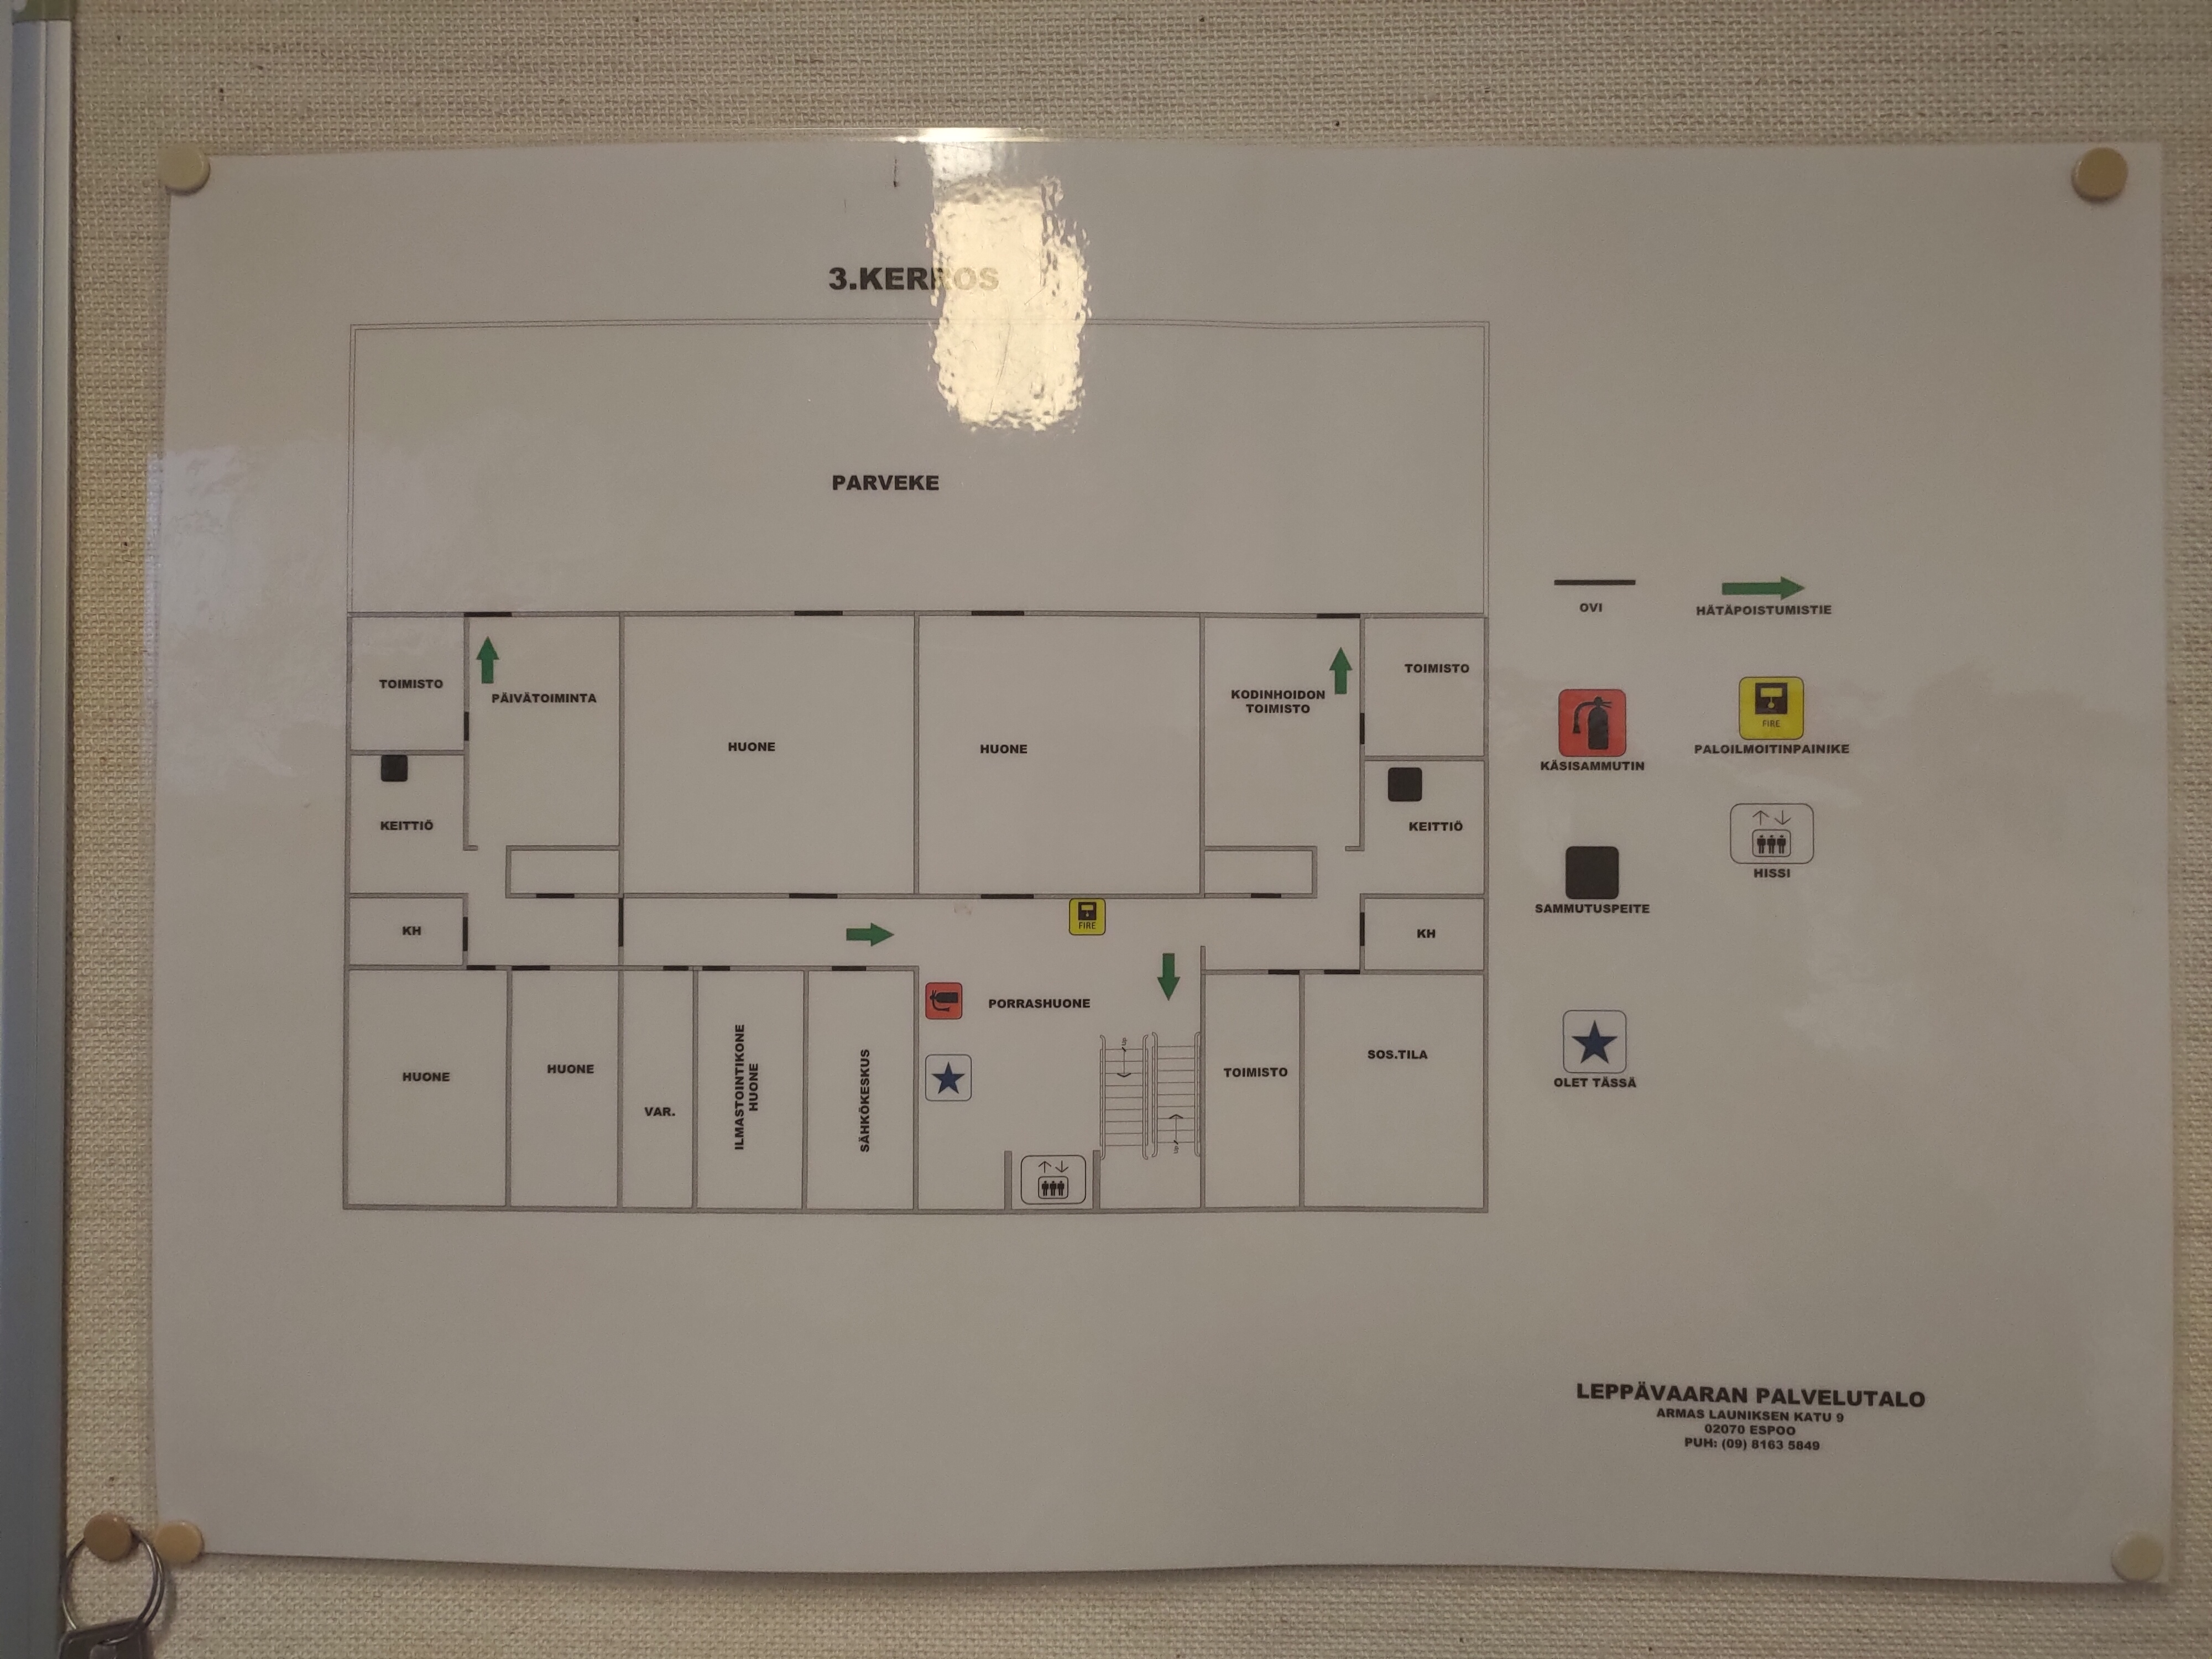 3.KERROS
PARVEKE
TOIMISTO
PÄIVÄTOIMINTA
HUONE
HUONE
KODINHOIDON
TOIMISTO
TOIMISTO
KEITTIÖ
KEITTIÖ
KH
FIRE
KH
HUONE
HUONE
VAR.
ILMASTOINTIKONE
HUONE
SÄHKÖKESKUS
PORRASHUONE
Up
Up
TOIMISTO
SOS.TILA
OVI
HÄTÄPOISTUMISTIE
KÄSISAMMUTIN
FIRE
PALOILMOITINPAINIKE
SAMMUTUSPEITE
HISSI
OLET TÄSSÄ
LEPPÄVAARAN PALVELUTALO
ARMAS LAUNIKSEN KATU 9
02070 ESPOO
PUH: (09) 8163 5849